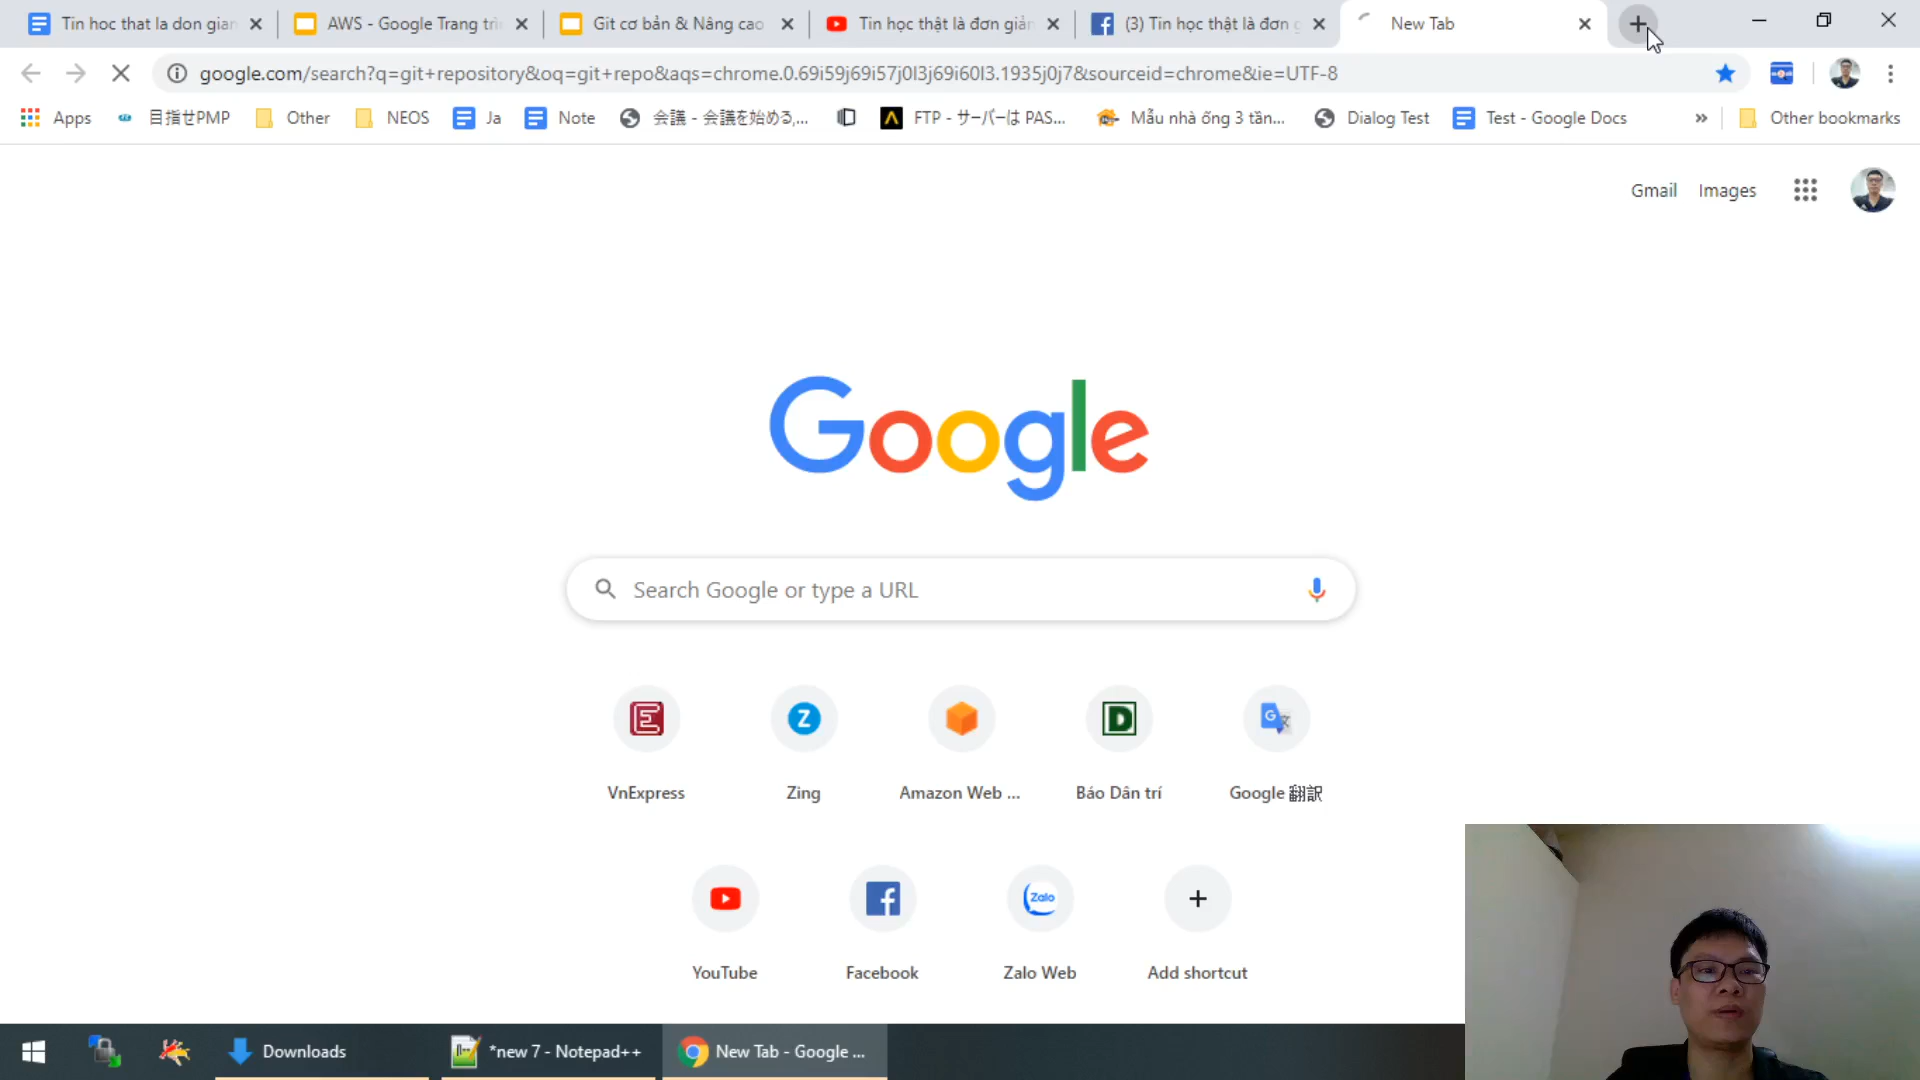 Tin hoc that la don gian
AWS - Google Trang trì
Git cơ bản & Nâng cao
Tin học thật là đơn giản
(3) Tin học thật là đơn g
New Tab
google.com/search?q=git+repository&oq=git+repo&aqs=chrome.0.69i59j69i57j0l3j69i60l3.1935j0j7&sourceid=chrome&ie=UTF-8
Apps
目指せPMP
Other
NEOS
Ja
Note
会議 - 会議を始める,...
FTP - サーバーは PAS...
Mẫu nhà ống 3 tần...
Dialog Test
Test - Google Docs
»
Other bookmarks
Gmail
Images
Google
Search Google or type a URL
VnExpress
Zing
Amazon Web ...
Báo Dân trí
Google 翻訳
Zalo
YouTube
Facebook
Zalo Web
Add shortcut
Downloads
*new 7 - Notepad++
New Tab - Google ...